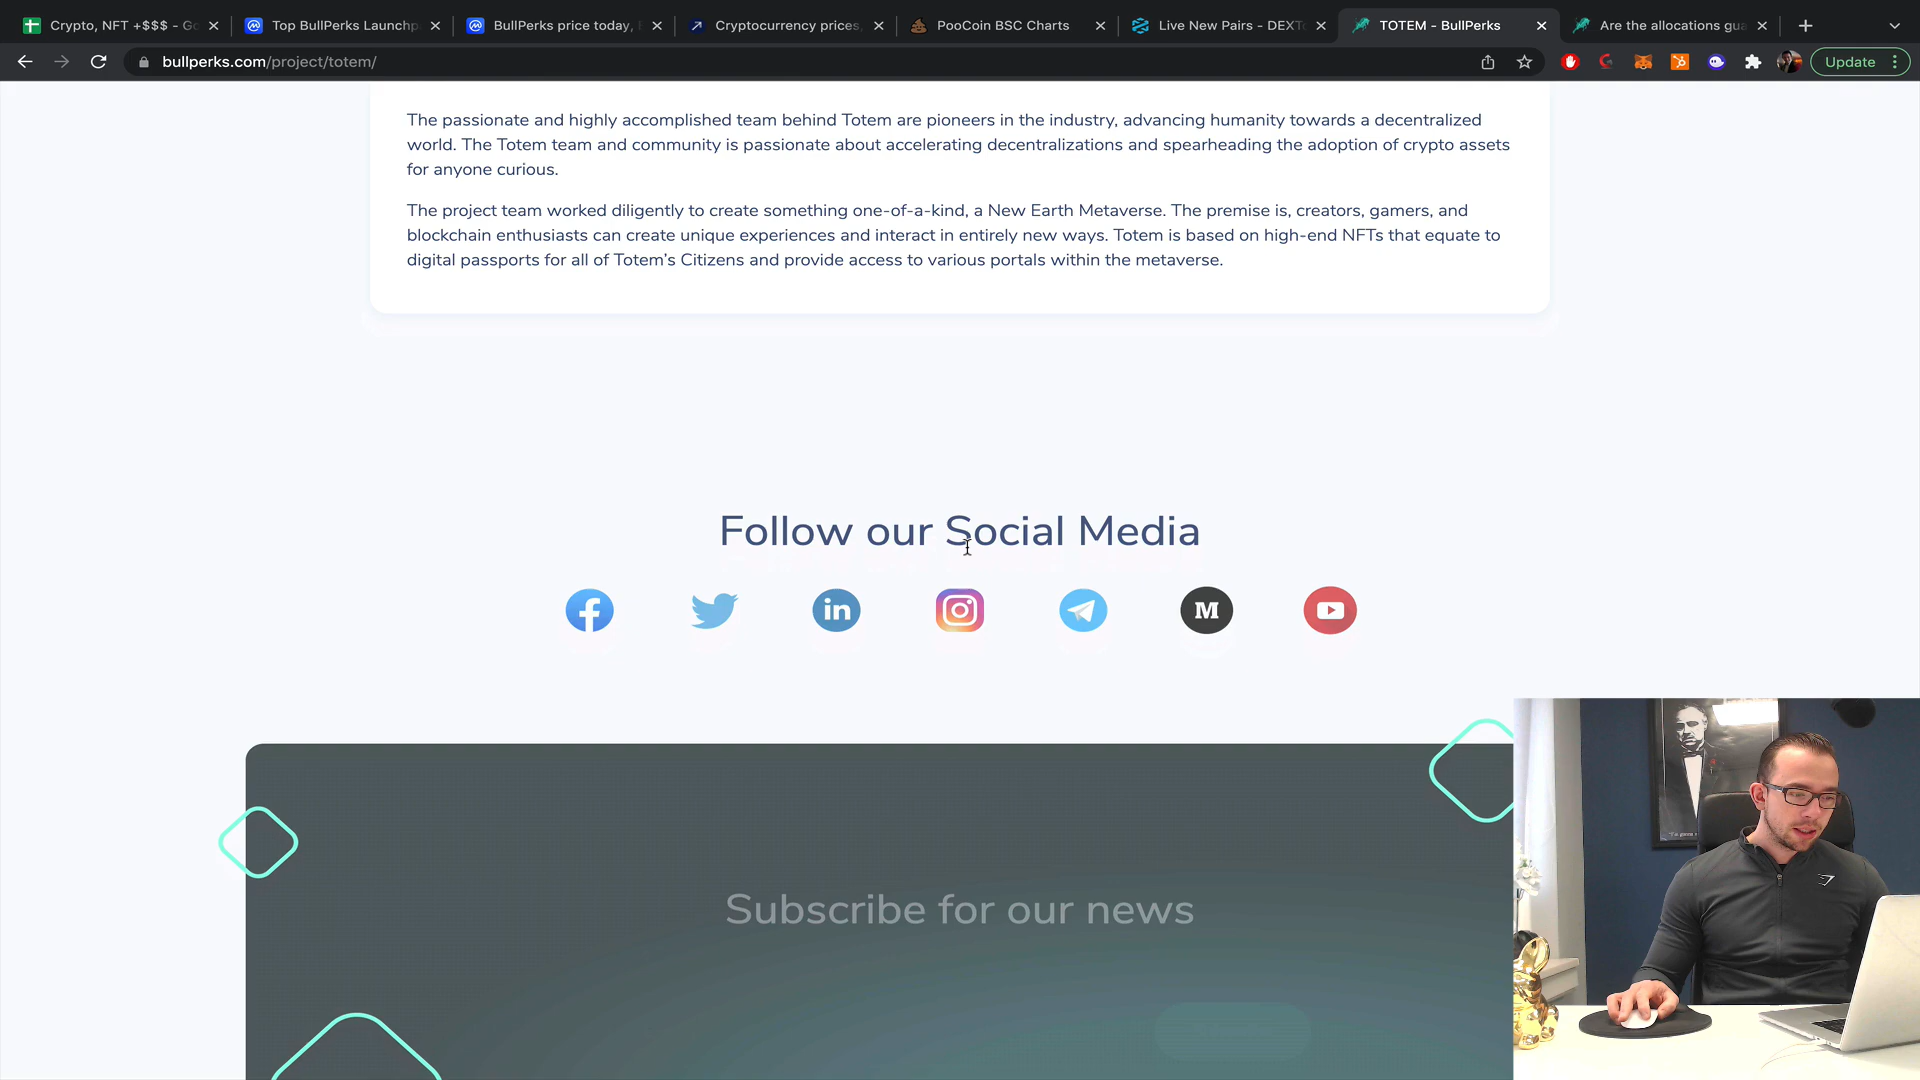 Crypto, NFT +$$$ - Go
Top BullPerks Launchp
BullPerks price today,
Cryptocurrency prices,
PooCoin BSC Charts
Live New Pairs - DEXTo
TOTEM - BullPerks
Are the allocations gua
bullperks.com/project/totem/
Update
The passionate and highly accomplished team behind Totem are pioneers in the industry, advancing humanity towards a decentralized
world. The Totem team and community is passionate about accelerating decentralizations and spearheading the adoption of crypto assets
for anyone curious.
The project team worked diligently to create something one-of-a-kind, a New Earth Metaverse. The premise is, creators, gamers, and
blockchain enthusiasts can create unique experiences and interact in entirely new ways. Totem is based on high-end NFTs that equate to
digital passports for all of Totem's Citizens and provide access to various portals within the metaverse.
Follow our Social Media
in
M
Subscribe for our news